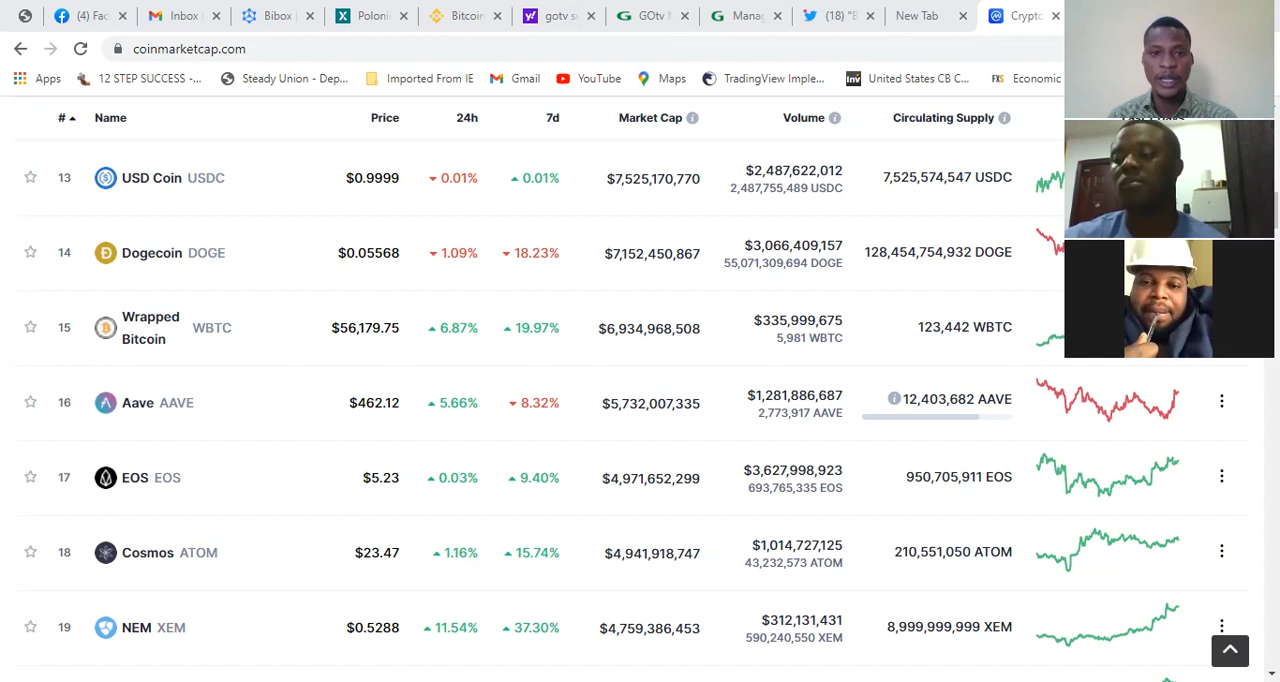 (4) Fac
Inbox
Bibox
Poloni
Bitcoin
gotv.s
GOtv
Manag
(18) "B
New Tab
Crypto
coinmarketcap.com
Apps
12 STEP SUCCESS -...
Steady Union - Dep...
Imported From IE
Gmail
YouTube
Maps
TradingView Imple...
United States CB C...
Economic
# Name Price 24h 7d Market Cap Volume Circulating Supply
13 USD Coin USDC $0.9999 0.01% 0.01% $7,525,170,770 $2,487,622,012 7,525,574,547 USDC
2,487,755,489 USDC
14 Dogecoin DOGE $0.05568 1.09% 18.23% $7,152,450,867 $3,066,409,157 128,454,754,932 DOGE
55,071,309,694 DOGE
15 Wrapped Bitcoin WBTC $56,179.75 6.87% 19.97% $6,934,968,508 $335,999,675 123,442 WBTC
5,981 WBTC
16 Aave AAVE $462.12 5.66% 8.32% $5,732,007,335 $1,281,886,687 12,403,682 AAVE
2,773,917 AAVE
17 EOS EOS $5.23 0.03% 9.40% $4,971,652,299 $3,627,998,923 950,705,911 EOS
693,765,335 EOS
18 Cosmos ATOM $23.47 1.16% 15.74% $4,941,918,747 $1,014,727,125 210,551,050 ATOM
43,232,573 ATOM
19 NEM XEM $0.5288 11.54% 37.30% $4,759,386,453 $312,131,431 8,999,999,999 XEM
590,240,550 XEM